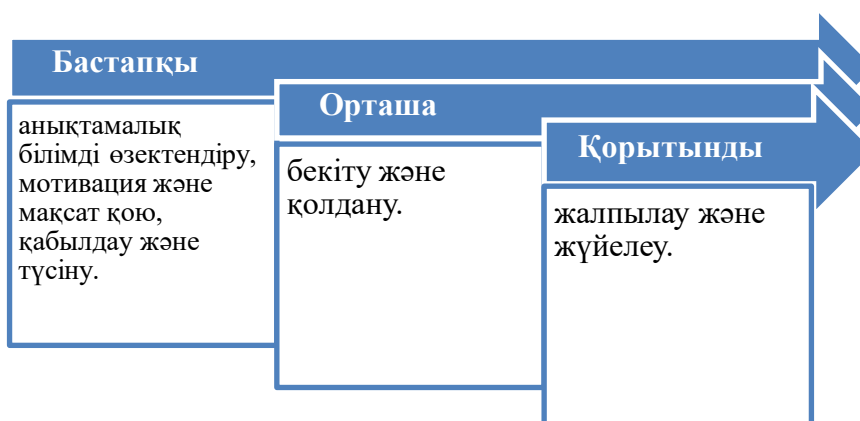 Бастапқы
анықтамалық
білімді өзектендіру,
мотивация және
мақсат қою,
қабылдау және
түсіну.
Орташа
бекіту және
қолдану.
Қорытынды
жалпылау және
жүйелеу.